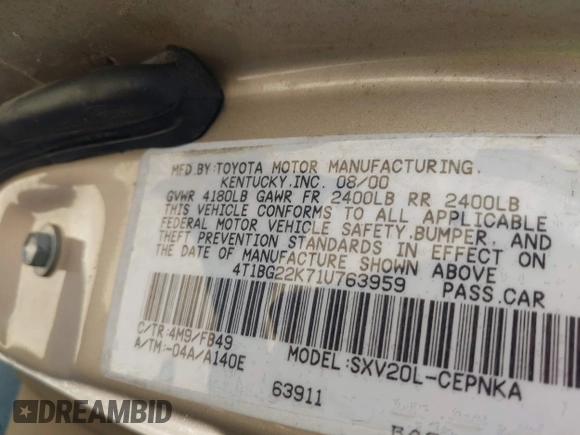 MFD.BY:TOYOTA MOTOR MANUFACTURING.
KENTUCKY,INC. 08/00
GVWR 4180LB GAWR FR 2400LB RR 2400LB
THIS VEHICLE CONFORMS TO ALL APPLICABLE
FEDERAL MOTOR VEHICLE SAFETY,BUMPER, AND
THEFT PREVENTION STANDARDS IN EFFECT ON
THE DATE OF MANUFACTURE SHOWN ABOVE.
4T1BG22K71U763959 PASS.CAR
C/TR:4M9/FB49
A/TM:-04A/A140E
MODEL:SXV20L-CEPNKA
63911
DREAMBID